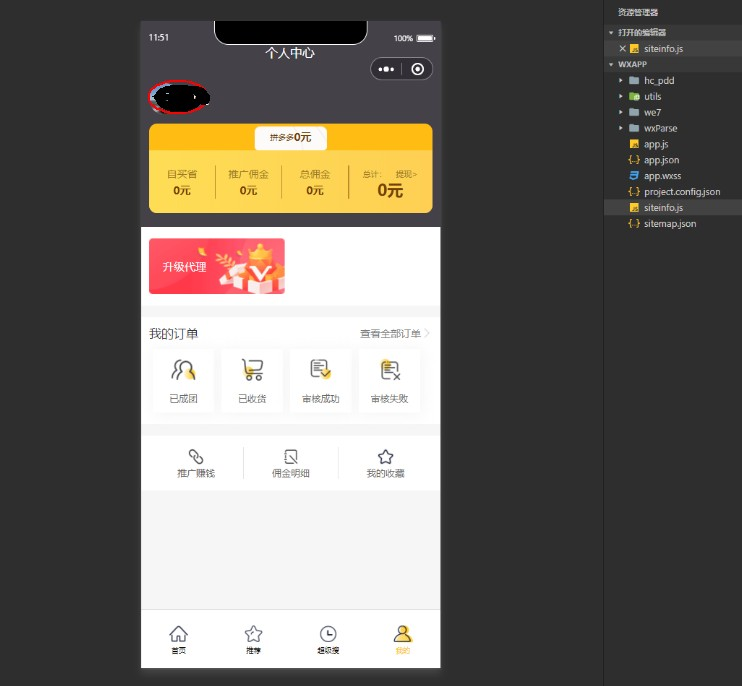 11:51
100%
个人中心
拼多多0元
自买省 推广佣金 总佣金 总计： 提现>
0元 0元 0元 0元
升级代理
我的订单 查看全部订单
已成团 已收货 审核成功 审核失败
推广赚钱 佣金明细 我的收藏
首页 推荐 超级搜 我的
资源管理器
打开的编辑器
siteinfo.js
WXAPP
hc_pdd
utils
we7
wxParse
app.js
app.json
app.wxss
project.config.json
siteinfo.js
sitemap.json